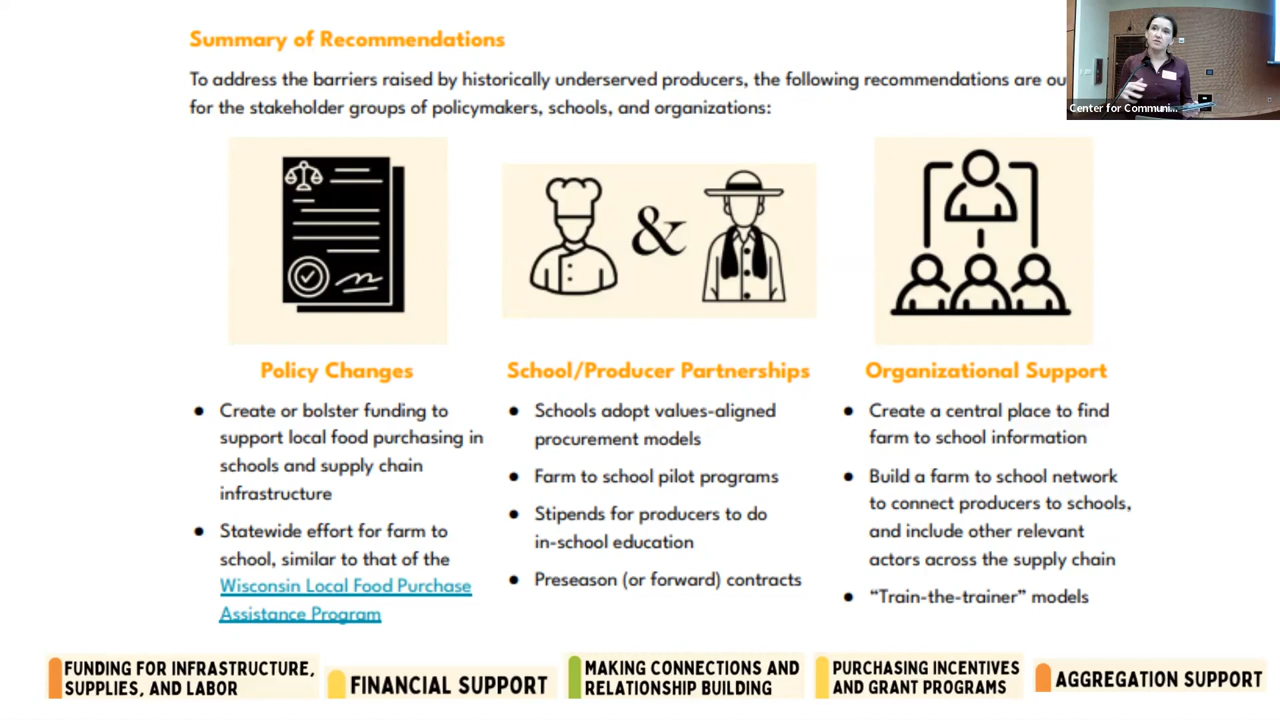 Summary of Recommendations
To address the barriers raised by historically underserved producers, the following recommendations are ou
for the stakeholder groups of policymakers, schools, and organizations:
Center for Communi...
&
Policy Changes
● Create or bolster funding to
support local food purchasing in
schools and supply chain
infrastructure
● Statewide effort for farm to
school, similar to that of the
Wisconsin Local Food Purchase
Assistance Program
School/Producer Partnerships
● Schools adopt values-aligned
procurement models
● Farm to school pilot programs
● Stipends for producers to do
in-school education
● Preseason (or forward) contracts
Organizational Support
● Create a central place to find
farm to school information
● Build a farm to school network
to connect producers to schools,
and include other relevant
actors across the supply chain
● “Train-the-trainer” models
FUNDING FOR INFRASTRUCTURE,
SUPPLIES, AND LABOR
FINANCIAL SUPPORT
MAKING CONNECTIONS AND
RELATIONSHIP BUILDING
PURCHASING INCENTIVES
AND GRANT PROGRAMS
AGGREGATION SUPPORT